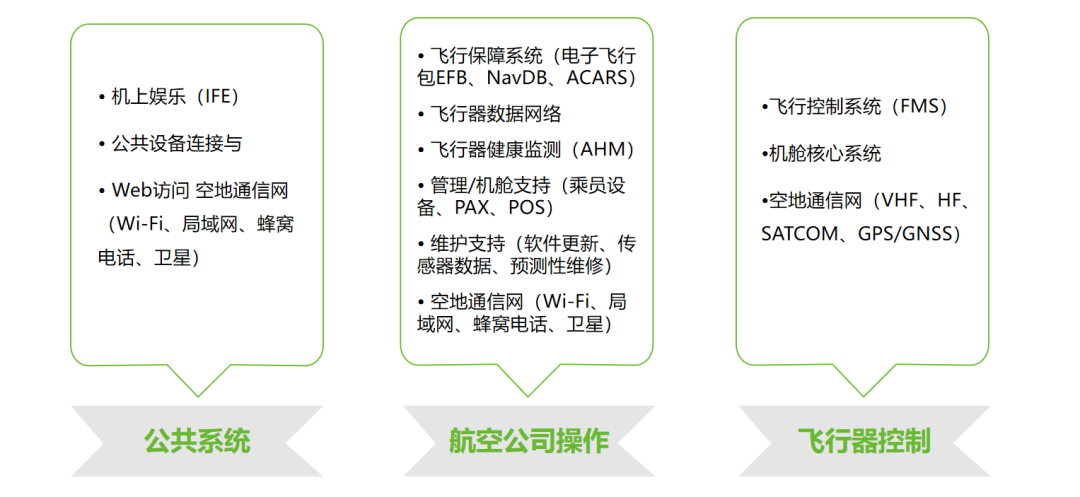 • 机上娱乐（IFE）
• 公共设备连接与
• Web访问 空地通信网
（Wi-Fi、局域网、蜂窝
电话、卫星）
公共系统
• 飞行保障系统（电子飞行
包EFB、NavDB、ACARS）
• 飞行器数据网络
• 飞行器健康监测（AHM）
• 管理/机舱支持（乘员设
备、PAX、POS）
• 维护支持（软件更新、传
感器数据、预测性维修）
• 空地通信网（Wi-Fi、局
域网、蜂窝电话、卫星）
航空公司操作
•飞行控制系统（FMS）
•机舱核心系统
•空地通信网（VHF、HF、
SATCOM、GPS/GNSS）
飞行器控制